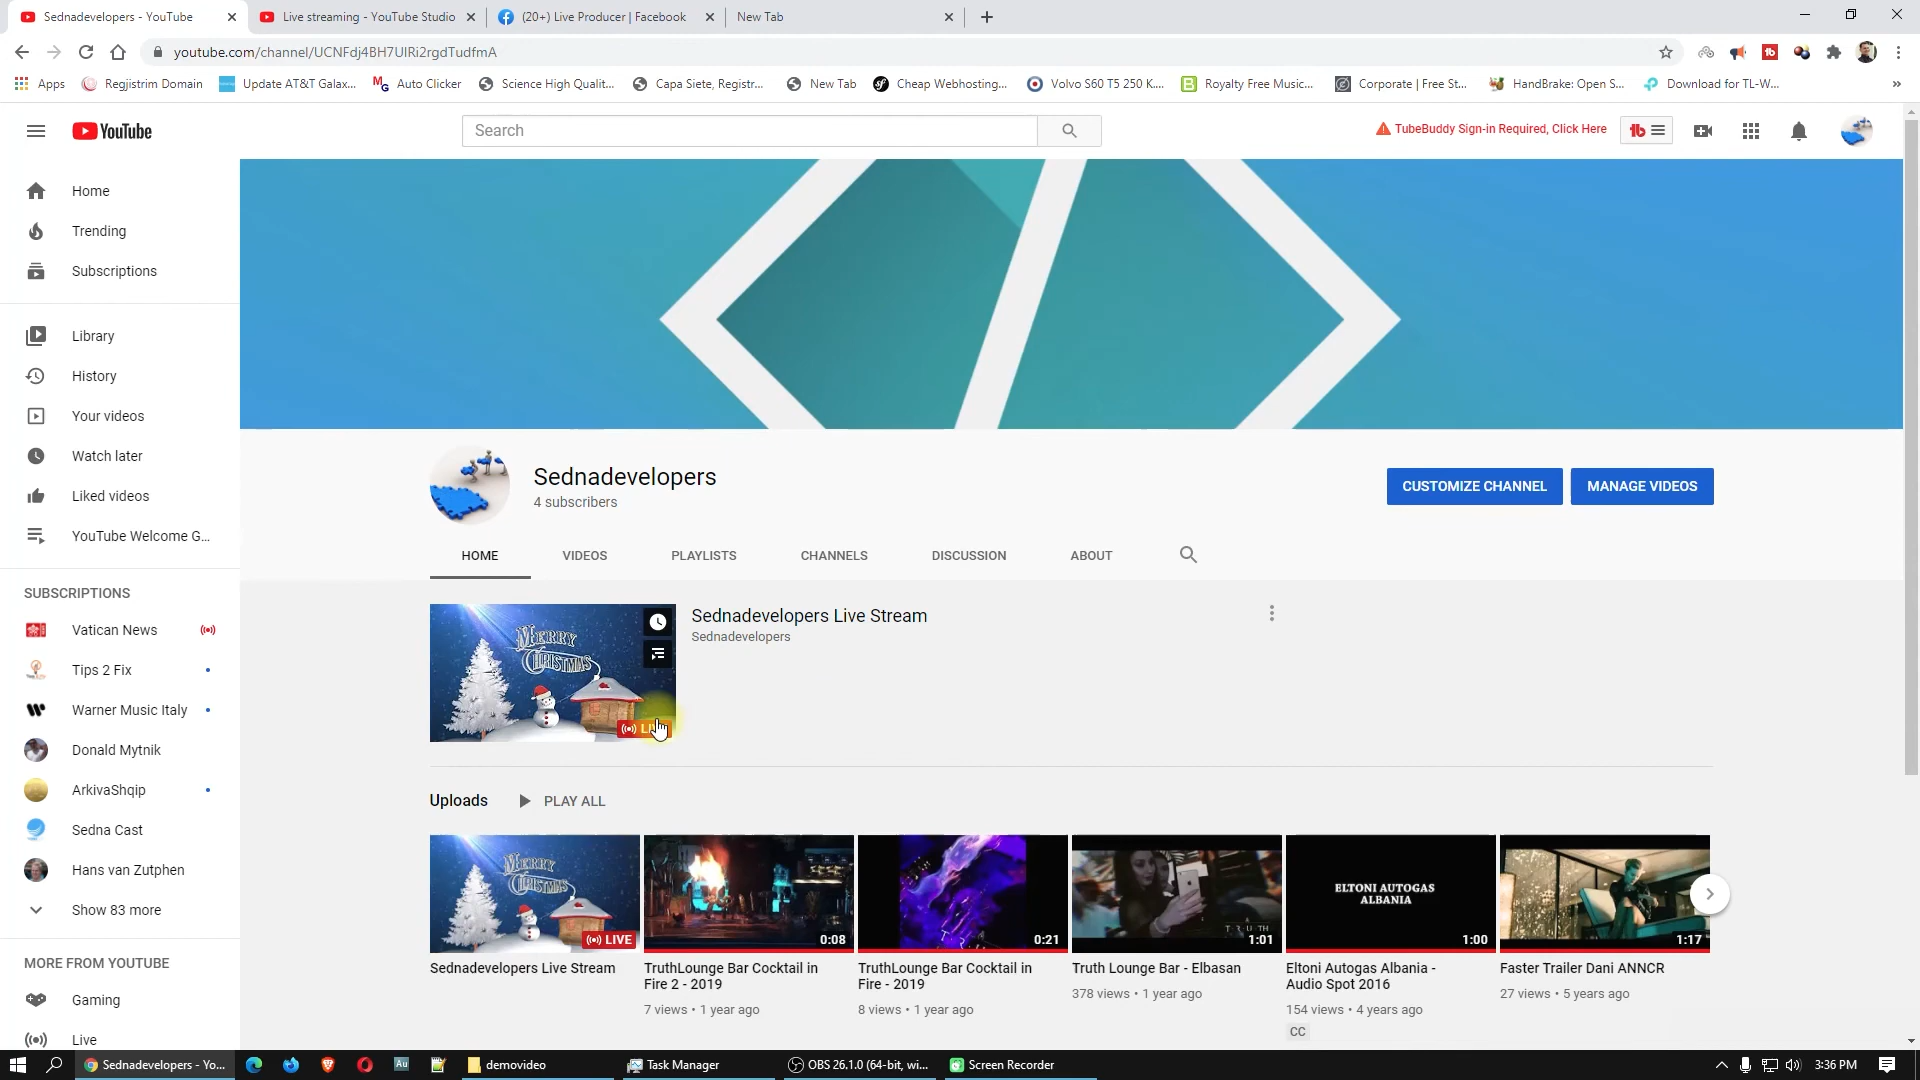 Sednadevelopers - YouTube
Live streaming - YouTube Studio
(20+) Live Producer | Facebook
New Tab
youtube.com/channel/UCNFdj4BH7UIRi2rgdTudfmA
Apps
Regjistrim Domain
Update AT&T Galax...
Auto Clicker
Science High Qualit...
Capa Siete, Registr...
New Tab
Cheap Webhosting...
Volvo S60 T5 250 K....
Royalty Free Music...
Corporate | Free St...
HandBrake: Open S...
Download for TL-W...
YouTube
Search
TubeBuddy Sign-in Required, Click Here
Home
Trending
Subscriptions
Library
History
Your videos
Watch later
Liked videos
YouTube Welcome G...
SUBSCRIPTIONS
Vatican News
Tips 2 Fix
Warner Music Italy
Donald Mytnik
ArkivaShqip
Sedna Cast
Hans van Zutphen
Show 83 more
MORE FROM YOUTUBE
Gaming
Live
Sednadevelopers
4 subscribers
CUSTOMIZE CHANNEL
MANAGE VIDEOS
HOME
VIDEOS
PLAYLISTS
CHANNELS
DISCUSSION
ABOUT
MERRY
CHRISTMAS
Sednadevelopers Live Stream
Sednadevelopers
Uploads
PLAY ALL
MERRY
CHRISTMAS
LIVE
Sednadevelopers Live Stream
0:08
TruthLounge Bar Cocktail in
Fire 2 - 2019
7 views • 1 year ago
0:21
TruthLounge Bar Cocktail in
Fire - 2019
8 views • 1 year ago
TRUTH
1:01
Truth Lounge Bar - Elbasan
378 views • 1 year ago
ELTONI AUTOGAS
ALBANIA
1:00
Eltoni Autogas Albania -
Audio Spot 2016
154 views • 4 years ago
CC
1:17
Faster Trailer Dani ANNCR
27 views • 5 years ago
Sednadevelopers - Yo...
demovideo
Task Manager
OBS 26.1.0 (64-bit, wi...
Screen Recorder
3:36 PM